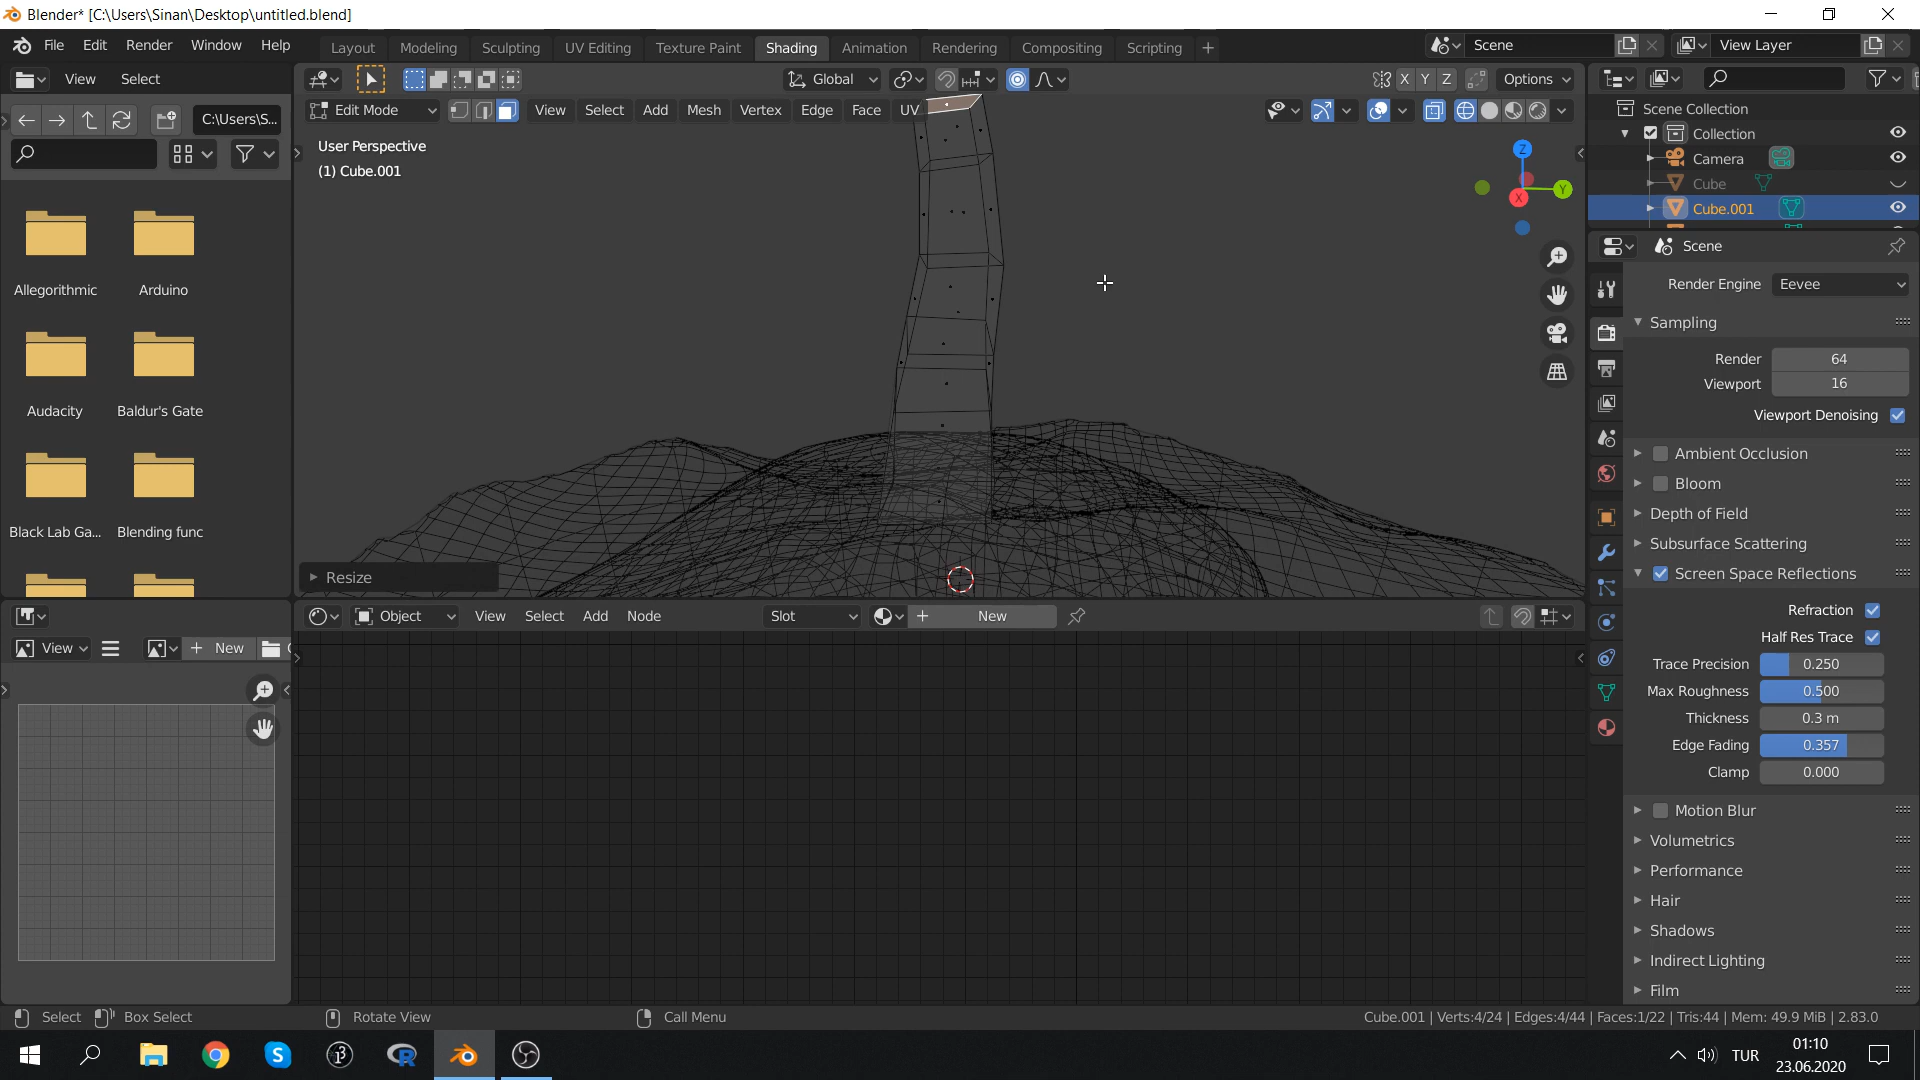 Blender* [C:\Users\Sinan\Desktop\untitled.blend]
File Edit Render Window Help
Layout Modeling Sculpting UV Editing Texture Paint Shading Animation Rendering Compositing Scripting +
Scene
View Layer
View Select
Global
X Y Z
Options
C:\Users\S...
Edit Mode
View Select Add Mesh Vertex Edge Face UV
User Perspective
(1) Cube.001
Z
Y
X
Allegorithmic
Arduino
Audacity
Baldur's Gate
Black Lab Ga...
Blending func
Resize
Scene Collection
Collection
Camera
Cube
Cube.001
Scene
Render Engine Eevee
Sampling
Render 64
Viewport 16
Viewport Denoising
Ambient Occlusion
Bloom
Depth of Field
Subsurface Scattering
Screen Space Reflections
Refraction
Half Res Trace
Trace Precision 0.250
Max Roughness 0.500
Thickness 0.3 m
Edge Fading 0.357
Clamp 0.000
Motion Blur
Volumetrics
Performance
Hair
Shadows
Indirect Lighting
Film
Object
View Select Add Node
Slot
+ New
View
+ New
Select
Box Select
Rotate View
Call Menu
Cube.001 | Verts:4/24 | Edges:4/44 | Faces:1/22 | Tris:44 | Mem: 49.9 MiB | 2.83.0
TUR
01:10
23.06.2020